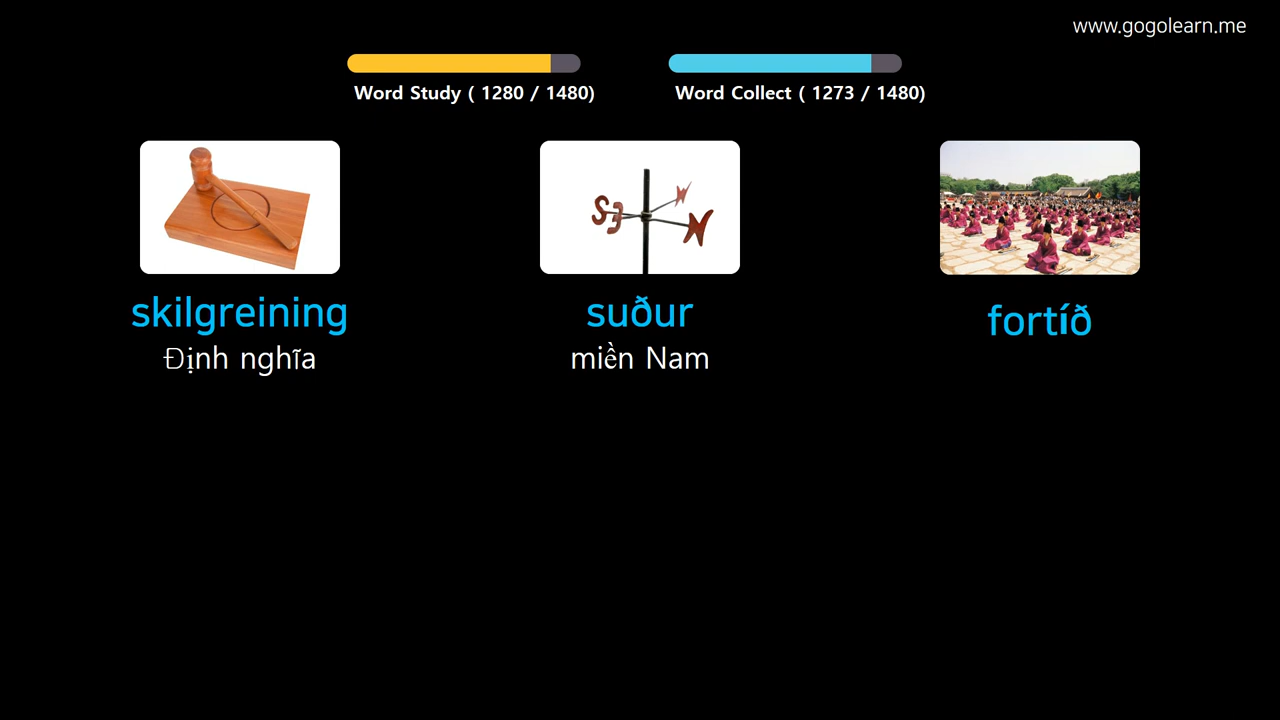 www.gogolearn.me
Word Study ( 1280 / 1480)
Word Collect ( 1273 / 1480)
skilgreining
Định nghĩa
suður
miền Nam
fortíð